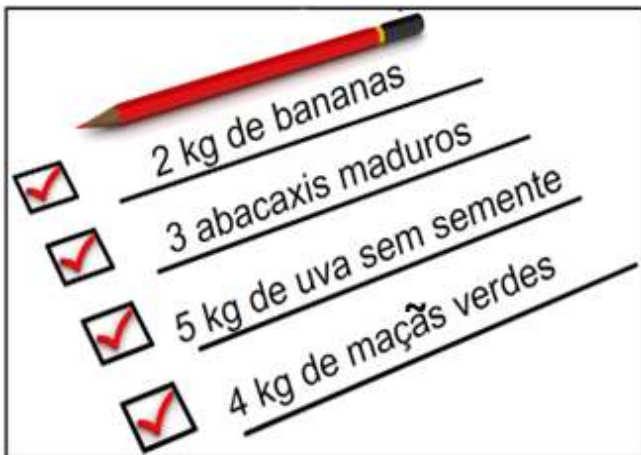 2 kg de bananas
3 abacaxis maduros
5 kg de uva sem semente
4 kg de maçãs verdes